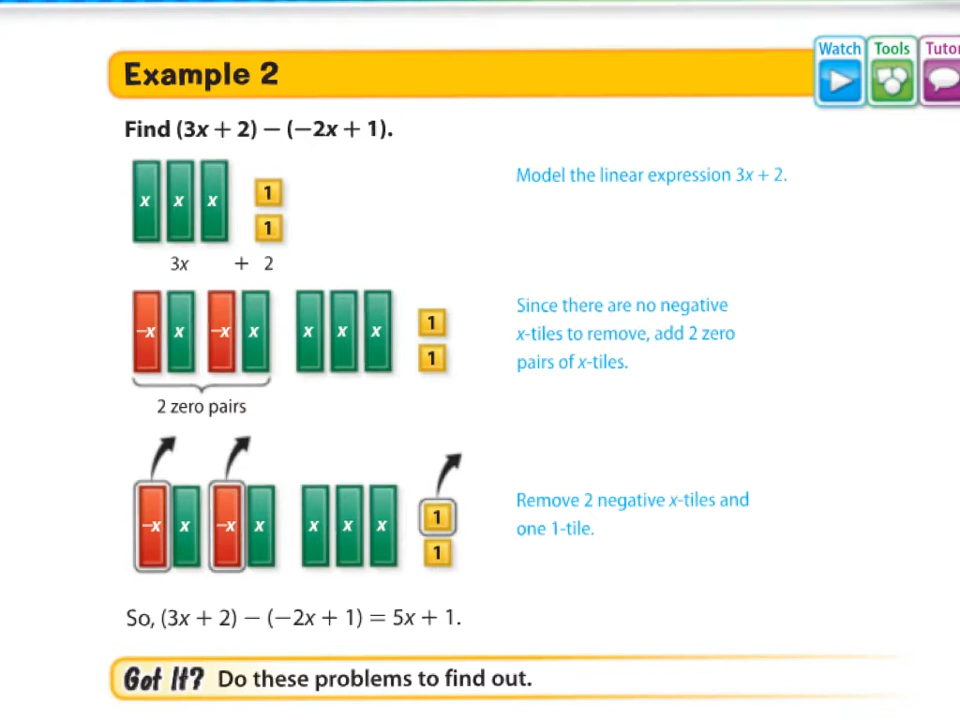 Watch Tools
Example 2
Find (3x + 2) − (−2x + 1).
x x x 1
1
Model the linear expression 3x + 2.
3x + 2
−x x −x x x x x 1
1
Since there are no negative
x-tiles to remove, add 2 zero
pairs of x-tiles.
2 zero pairs
−x x −x x x x x 1
1
Remove 2 negative x-tiles and
one 1-tile.
So, (3x + 2) − (−2x + 1) = 5x + 1.
Got It? Do these problems to find out.